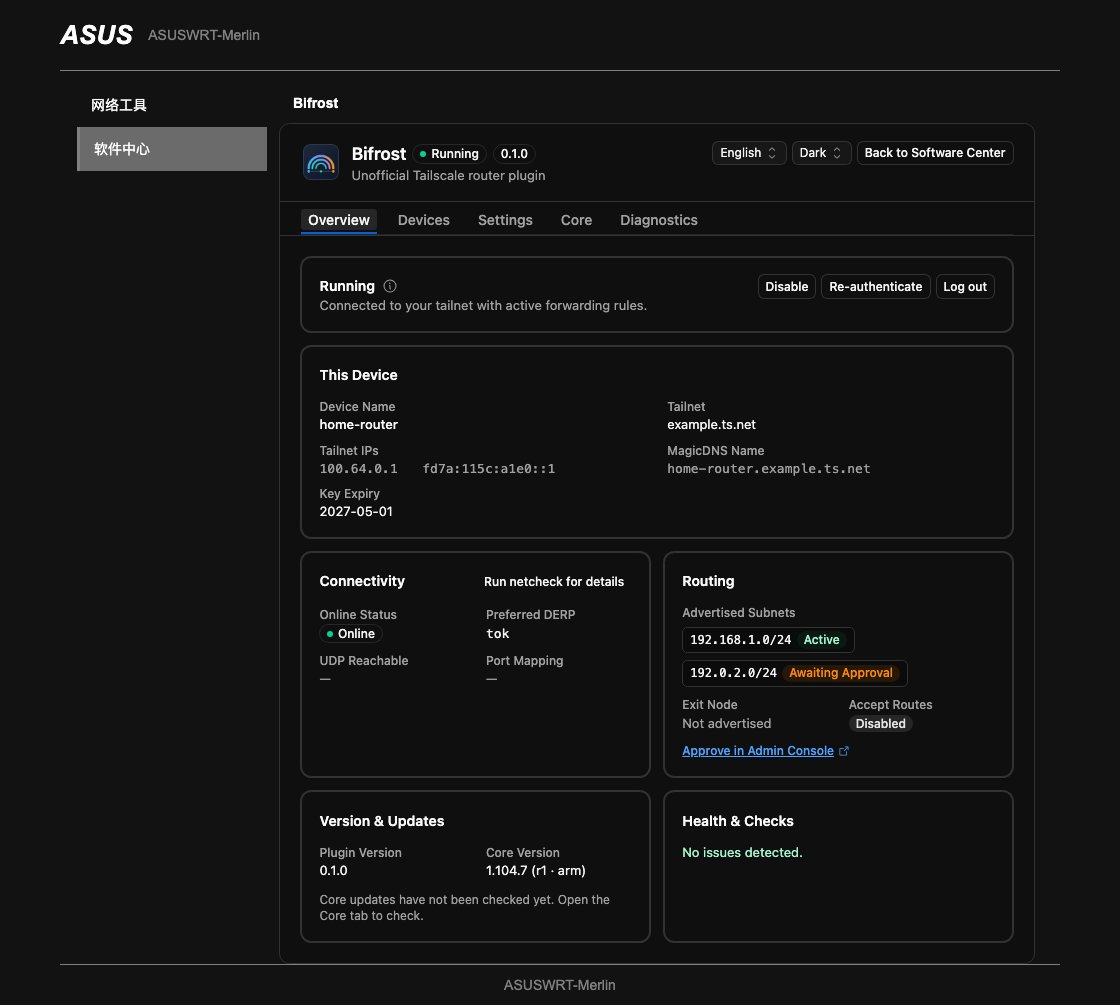 ASUS ASUSWRT-Merlin
网络工具
软件中心
Bifrost
Bifrost Running 0.1.0
Unofficial Tailscale router plugin
English Dark Back to Software Center
Overview Devices Settings Core Diagnostics
Running
Connected to your tailnet with active forwarding rules.
Disable Re-authenticate Log out
This Device
Device Name
home-router
Tailnet
example.ts.net
Tailnet IPs
100.64.0.1 fd7a:115c:a1e0::1
MagicDNS Name
home-router.example.ts.net
Key Expiry
2027-05-01
Connectivity Run netcheck for details
Online Status
Online
Preferred DERP
tok
UDP Reachable
—
Port Mapping
—
Routing
Advertised Subnets
192.168.1.0/24 Active
192.0.2.0/24 Awaiting Approval
Exit Node
Not advertised
Accept Routes
Disabled
Approve in Admin Console
Version & Updates
Plugin Version
0.1.0
Core Version
1.104.7 (r1 · arm)
Core updates have not been checked yet. Open the
Core tab to check.
Health & Checks
No issues detected.
ASUSWRT-Merlin